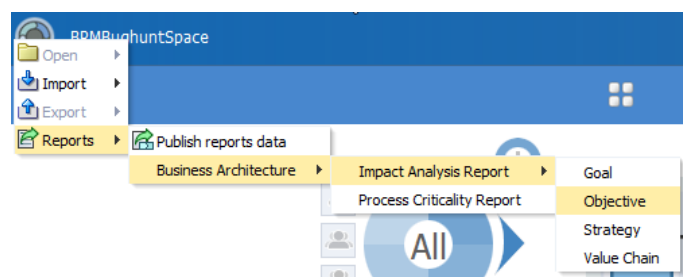 BPMBughuntSpace
Open
Import
Export
Reports
Publish reports data
Business Architecture
Impact Analysis Report
Process Criticality Report
Goal
Objective
Strategy
Value Chain
All